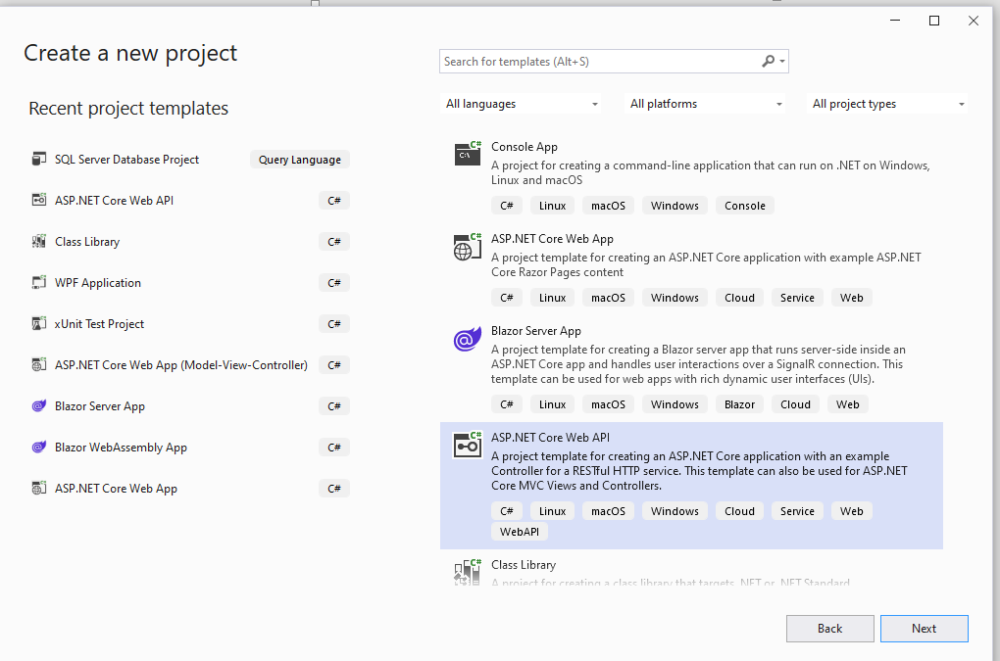 Create a new project
Search for templates (Alt+S)
Recent project templates
All languages
All platforms
All project types
SQL Server Database Project Query Language
ASP.NET Core Web API C#
Class Library C#
WPF Application C#
xUnit Test Project C#
ASP.NET Core Web App (Model-View-Controller) C#
Blazor Server App C#
Blazor WebAssembly App C#
ASP.NET Core Web App C#
C#
C:\
Console App
A project for creating a command-line application that can run on .NET on Windows,
Linux and macOS
C# Linux macOS Windows Console
C#
ASP.NET Core Web App
A project template for creating an ASP.NET Core application with example ASP.NET
Core Razor Pages content
C# Linux macOS Windows Cloud Service Web
Blazor Server App
A project template for creating a Blazor server app that runs server-side inside an
ASP.NET Core app and handles user interactions over a SignalR connection. This
template can be used for web apps with rich dynamic user interfaces (UIs).
C# Linux macOS Windows Blazor Cloud Web
C#
ASP.NET Core Web API
A project template for creating an ASP.NET Core application with an example
Controller for a RESTful HTTP service. This template can also be used for ASP.NET
Core MVC Views and Controllers.
C# Linux macOS Windows Cloud Service Web
WebAPI
C#
Class Library
A project for creating a class library that targets .NET or .NET Standard
Back
Next